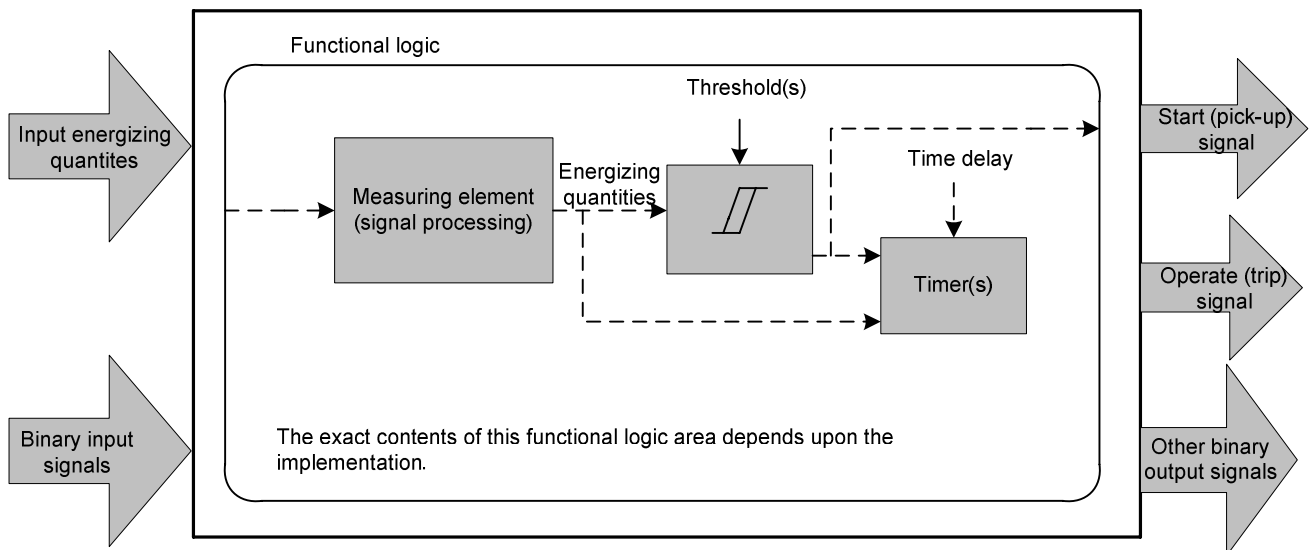 Functional logic
Threshold(s)
Input energizing
quantites
Measuring element
(signal processing)
Energizing
quantities
Time delay
Timer(s)
Start (pick-up)
signal
Operate (trip)
signal
Binary input
signals
The exact contents of this functional logic area depends upon the
implementation.
Other binary
output signals